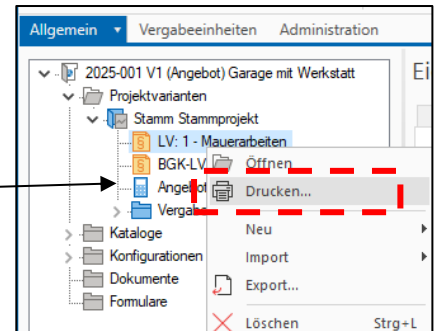 Allgemein Vergabeeinheiten Administration
2025-001 V1 (Angebot) Garage mit Werkstatt
Projektvarianten
Stamm Stammprojekt
LV: 1 - Mauerarbeiten
BGK-LV
Öffnen
Angebot
Drucken...
Neu
Kataloge
Import
Konfigurationen
Export...
Dokumente
Formulare
Löschen Strg+L